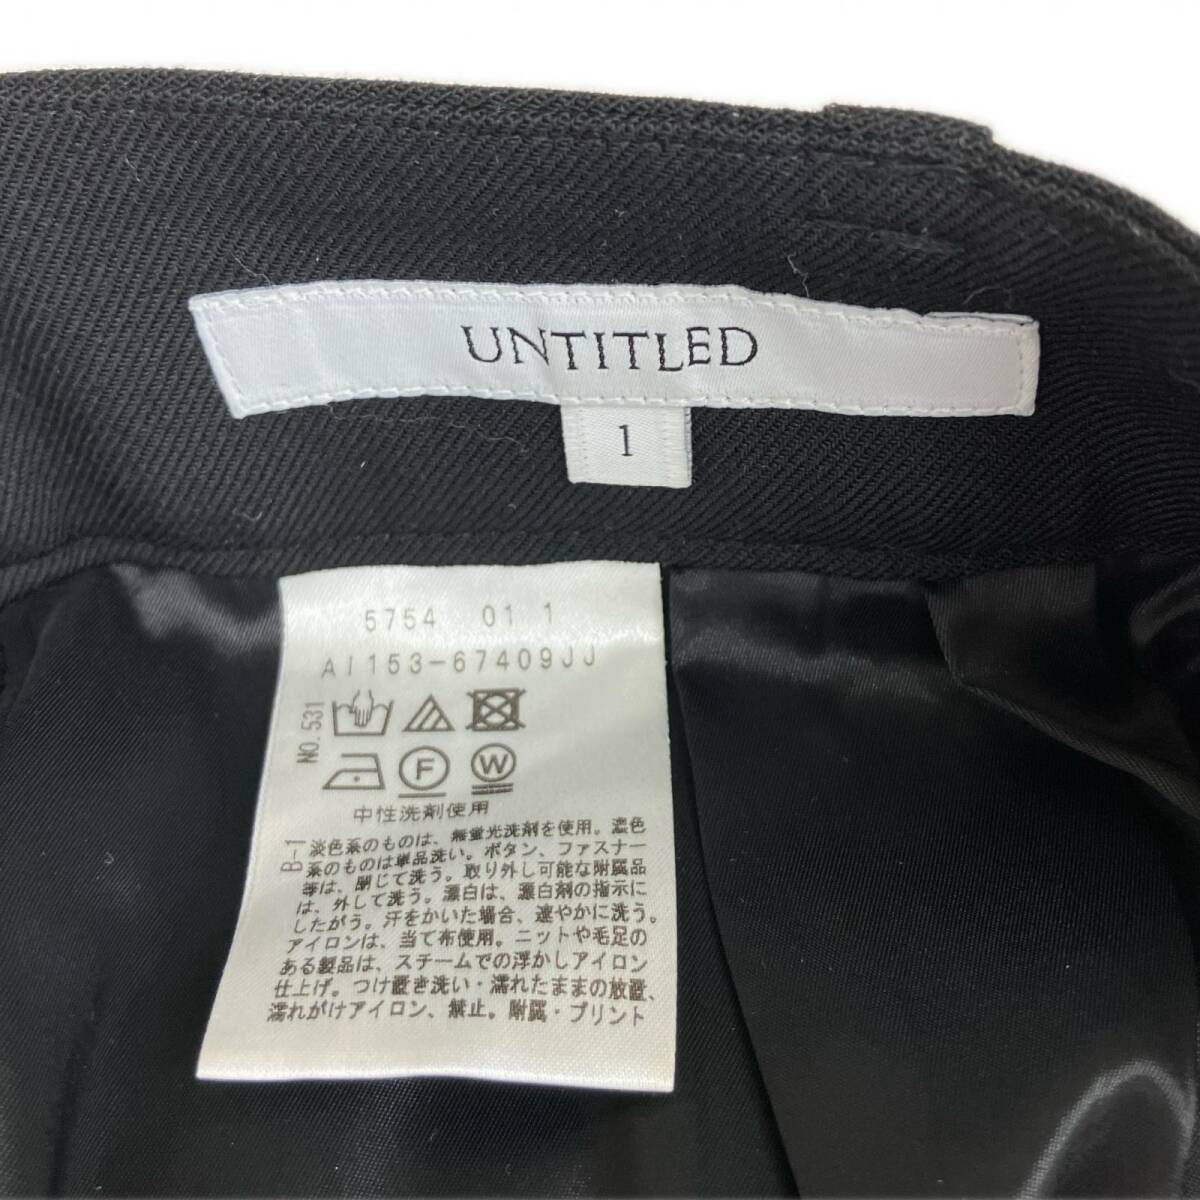 UNTITLED
1
5754 01 1
AI153-67409JJ
NO.531
F
W
中性洗剤使用
B-1
淡色系のものは、無蛍光洗剤を使用。濃色
系のものは単品洗い。ボタン、ファスナー
等は、閉じて洗う。取り外し可能な附属品
は、外して洗う。漂白は、漂白剤の指示に
したがう。汗をかいた場合、速やかに洗う。
アイロンは、当て布使用。ニットや毛足の
ある製品は、スチームでの浮かしアイロン
仕上げ。つけ置き洗い・濡れたままの放置、
濡れがけアイロン、禁止。附属・プリント